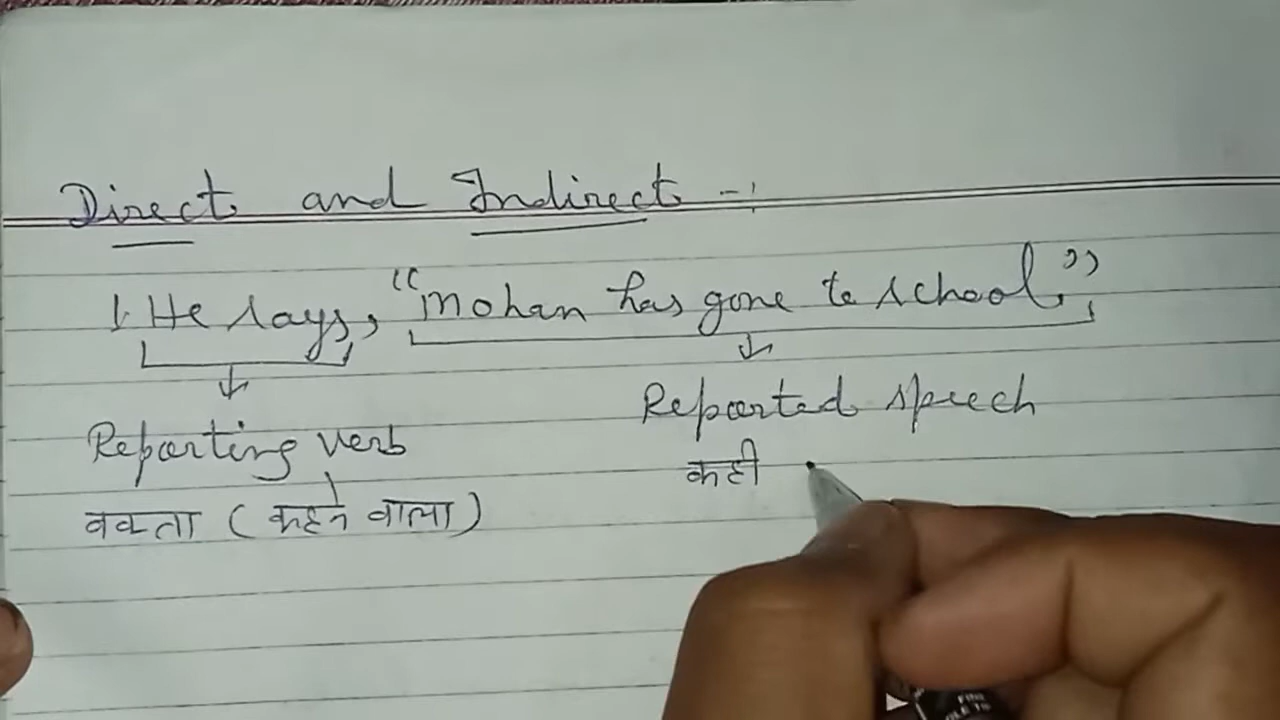 Direct and Indirect -:
1. He says, "Mohan has gone to school."
Reporting verb
Reported speech
वक्ता (कहने वाला)
कही